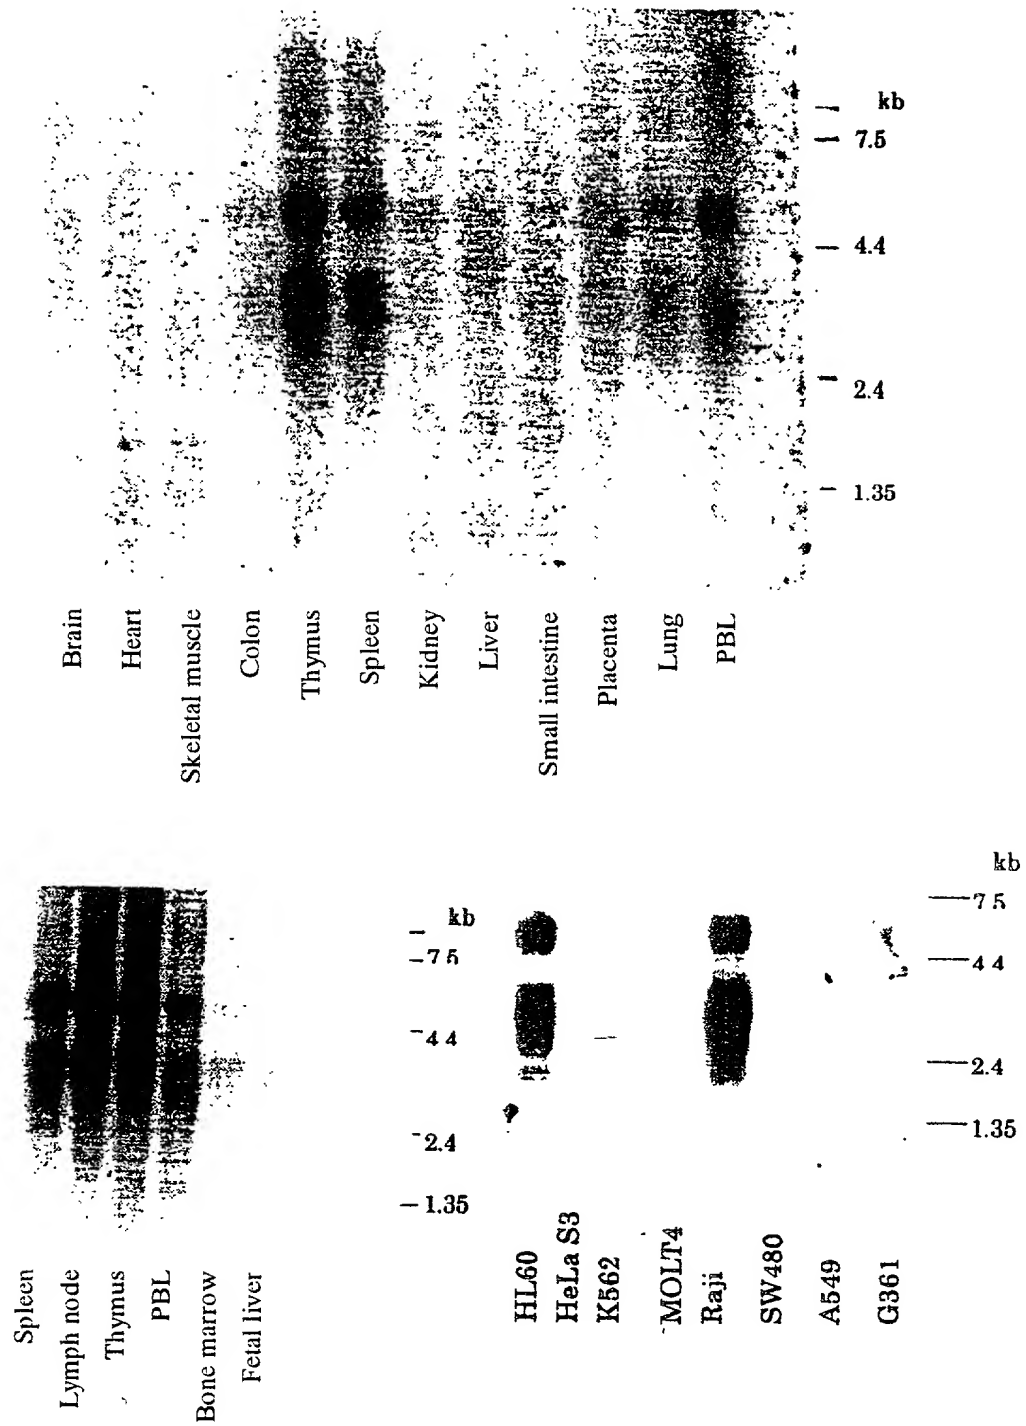 kb
7.5
4.4
2.4
1.35
Brain
Heart
Skeletal muscle
Colon
Thymus
Spleen
Kidney
Liver
Small intestine
Placenta
Lung
PBL
kb
7 5
4 4
2.4
1.35
Spleen
Lymph node
Thymus
PBL
Bone marrow
Fetal liver
kb
7 5
4 4
2.4
1.35
HL60
HeLa S3
K562
MOLT4
Raji
SW480
A549
G361